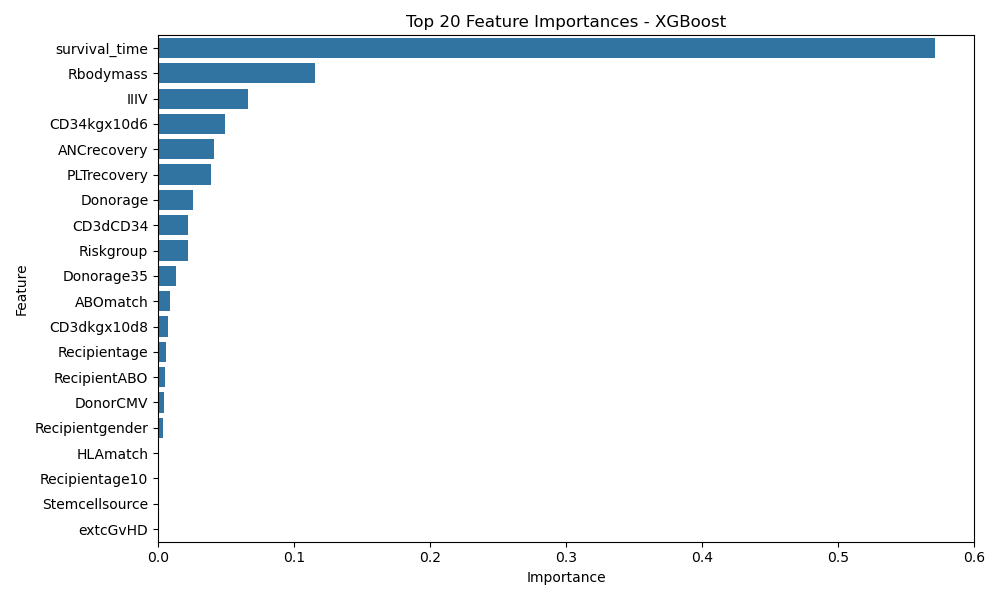 Top 20 Feature Importances - XGBoost
survival_time
Rbodymass
IIIV
CD34kgx10d6
ANCrecovery
PLTrecovery
Donorage
CD3dCD34
Riskgroup
Donorage35
ABOmatch
CD3dkgx10d8
Recipientage
RecipientABO
DonorCMV
Recipientgender
HLAmatch
Recipientage10
Stemcellsource
extcGvHD
Feature
0.0 0.1 0.2 0.3 0.4 0.5 0.6
Importance